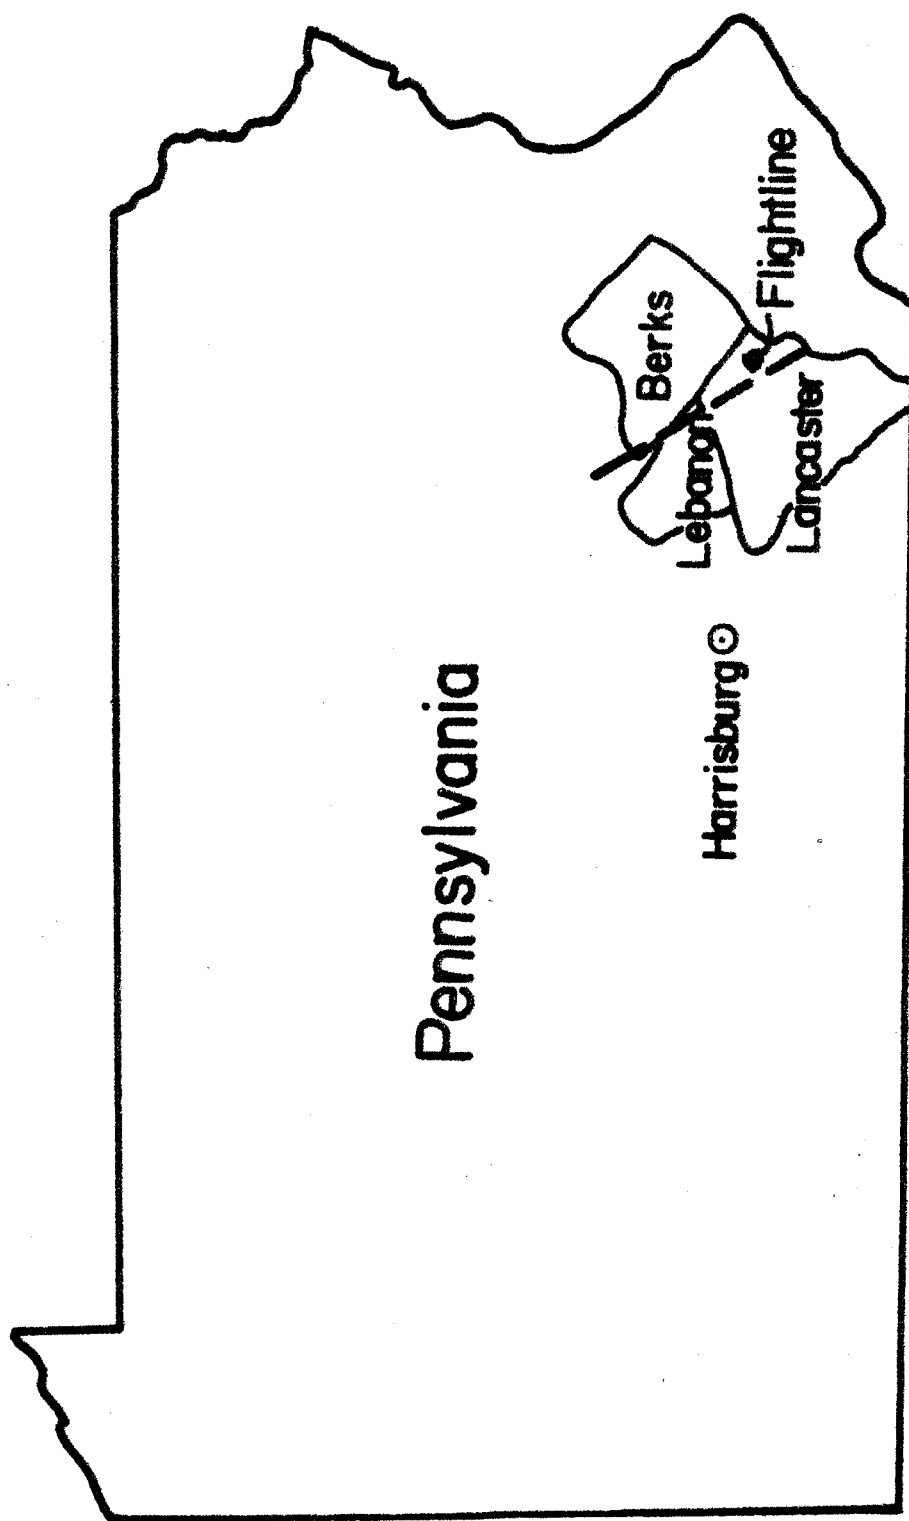 Pennsylvania
Berks
Lebanon
Flightline
Harrisburg
Lancaster